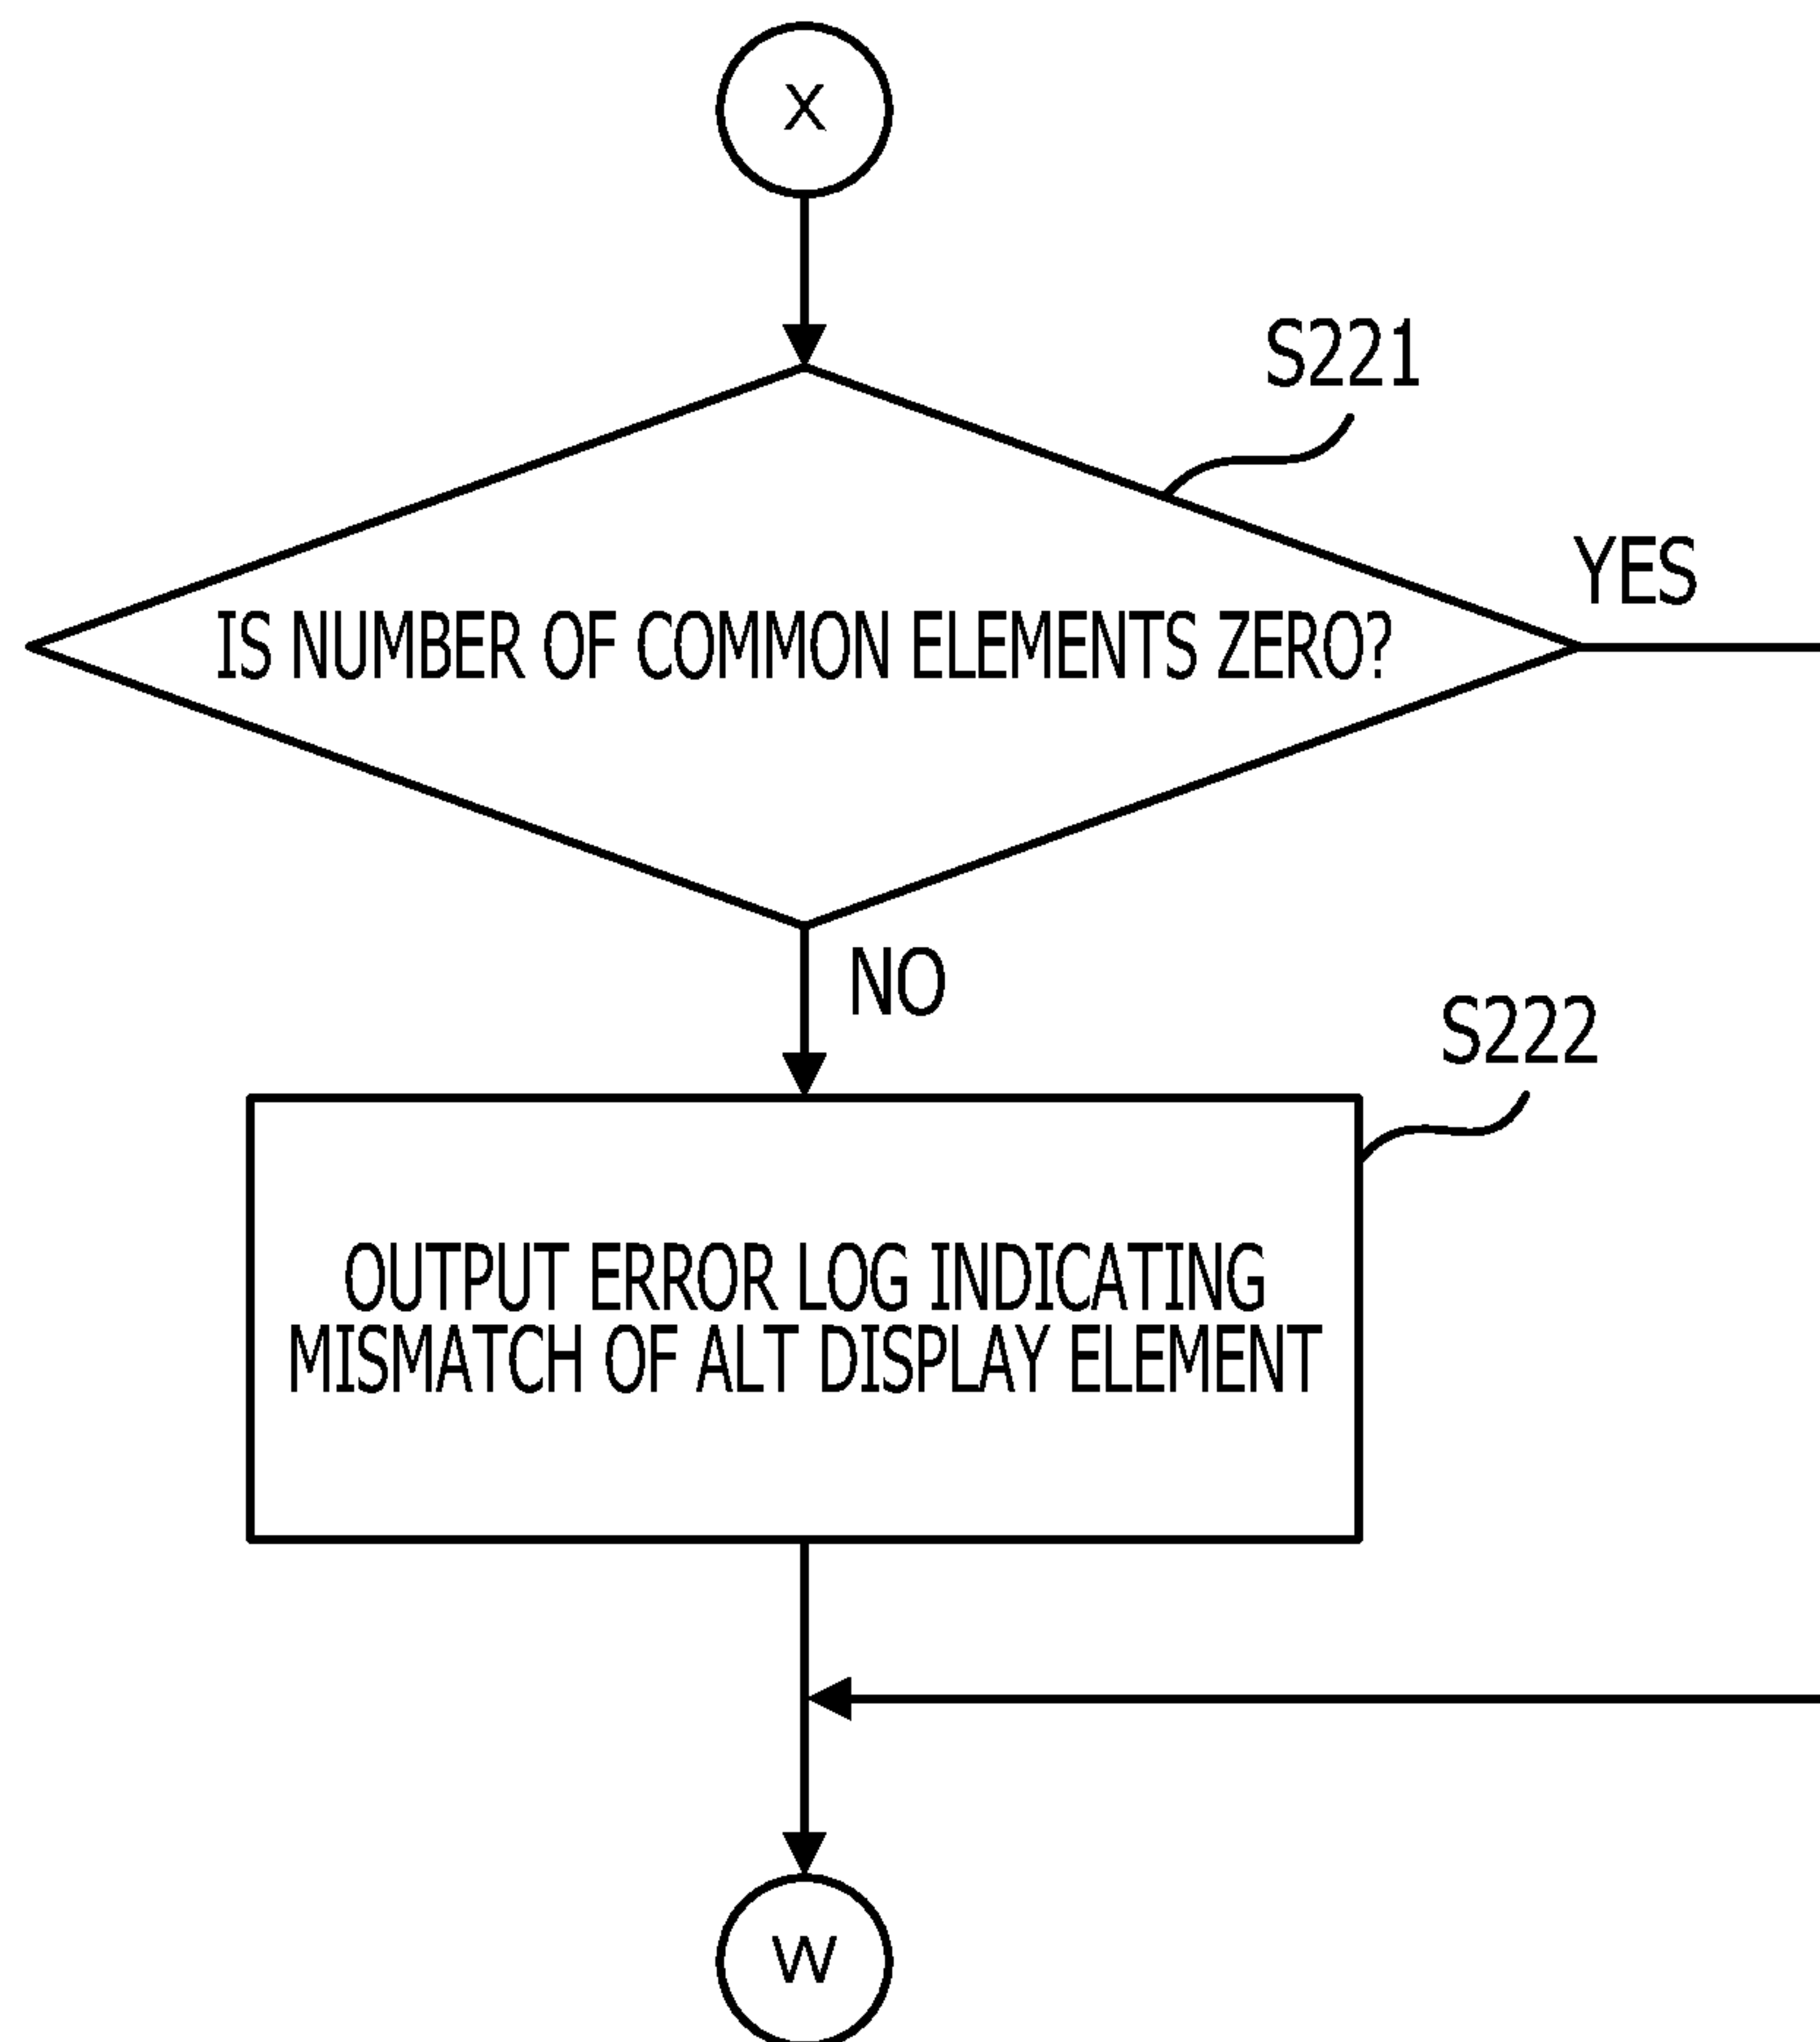 X
S221
YES
IS NUMBER OF COMMON ELEMENTS ZERO?
NO
S222
OUTPUT ERROR LOG INDICATING
MISMATCH OF ALT DISPLAY ELEMENT
W